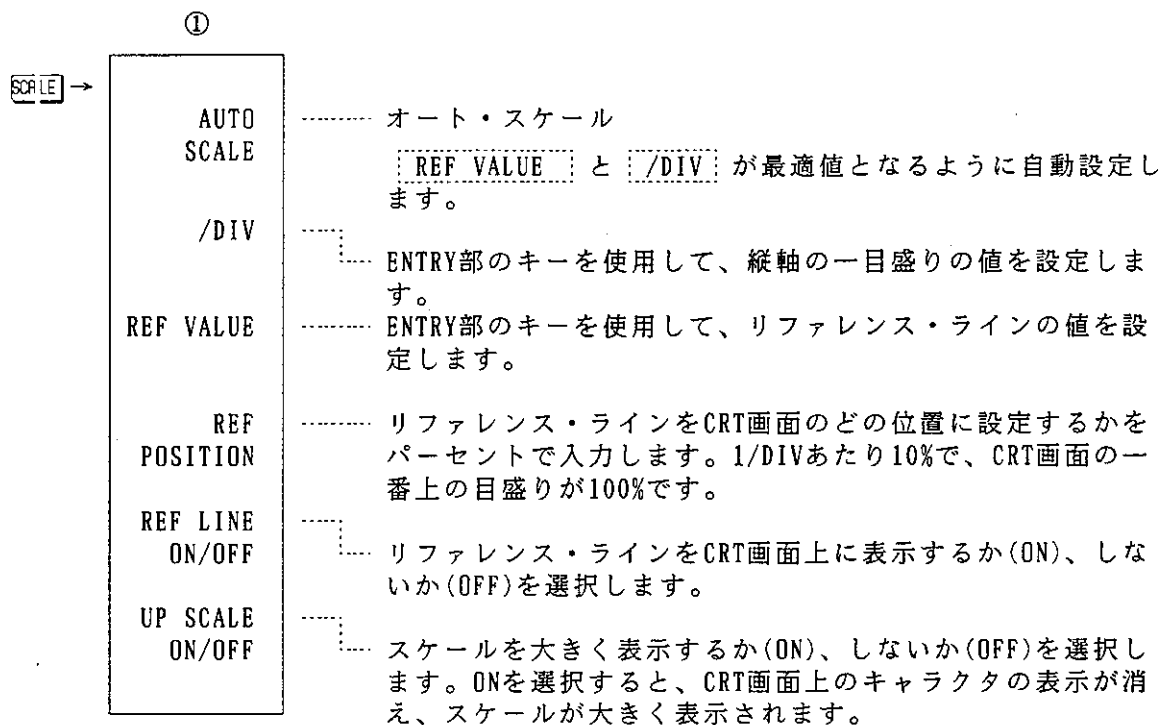 ①
SCALE →
AUTO ……… オート・スケール
SCALE
REF VALUE と /DIV が最適値となるように自動設定し
ます。
/DIV
ENTRY部のキーを使用して、縦軸の一目盛りの値を設定しま
す。
REF VALUE ……… ENTRY部のキーを使用して、リファレンス・ラインの値を設
定します。
REF ……… リファレンス・ラインをCRT画面のどの位置に設定するかを
POSITION パーセントで入力します。1/DIVあたり10%で、CRT画面の一
番上の目盛りが100%です。
REF LINE
ON/OFF リファレンス・ラインをCRT画面上に表示するか(ON)、しな
いか(OFF)を選択します。
UP SCALE
ON/OFF スケールを大きく表示するか(ON)、しないか(OFF)を選択し
ます。ONを選択すると、CRT画面上のキャラクタの表示が消
え、スケールが大きく表示されます。